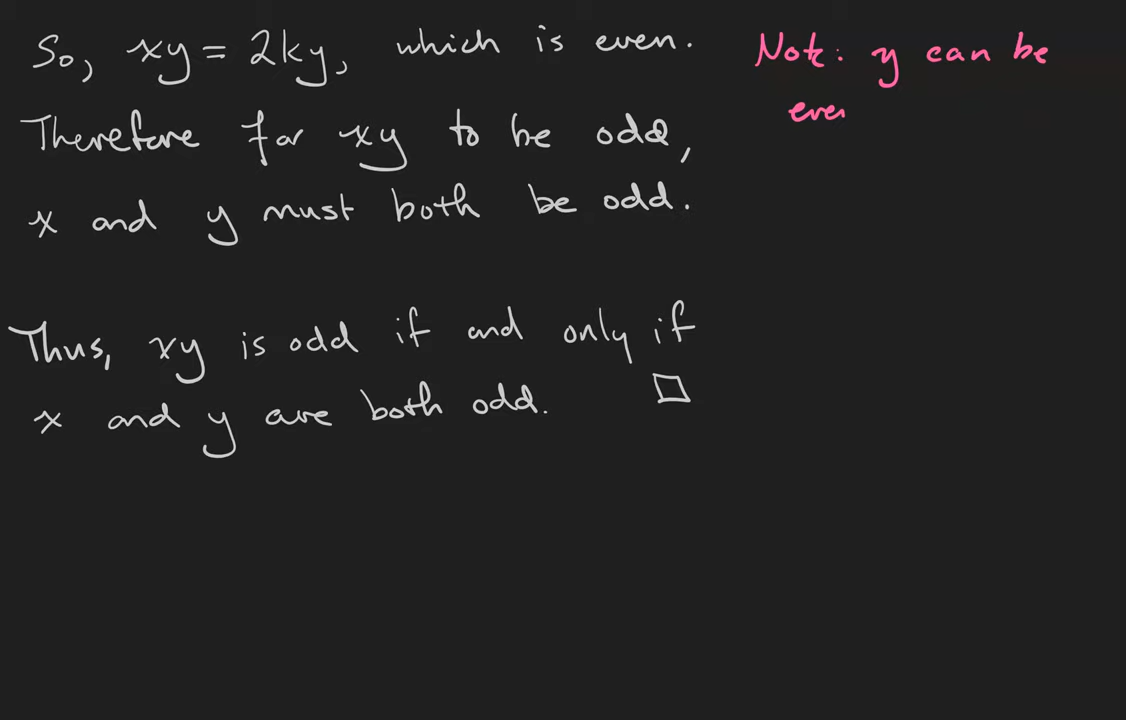 So, xy = 2ky, which is even.
Therefore for xy to be odd,
x and y must both be odd.
Thus, xy is odd if and only if
x and y are both odd. □
Note: y can be
even